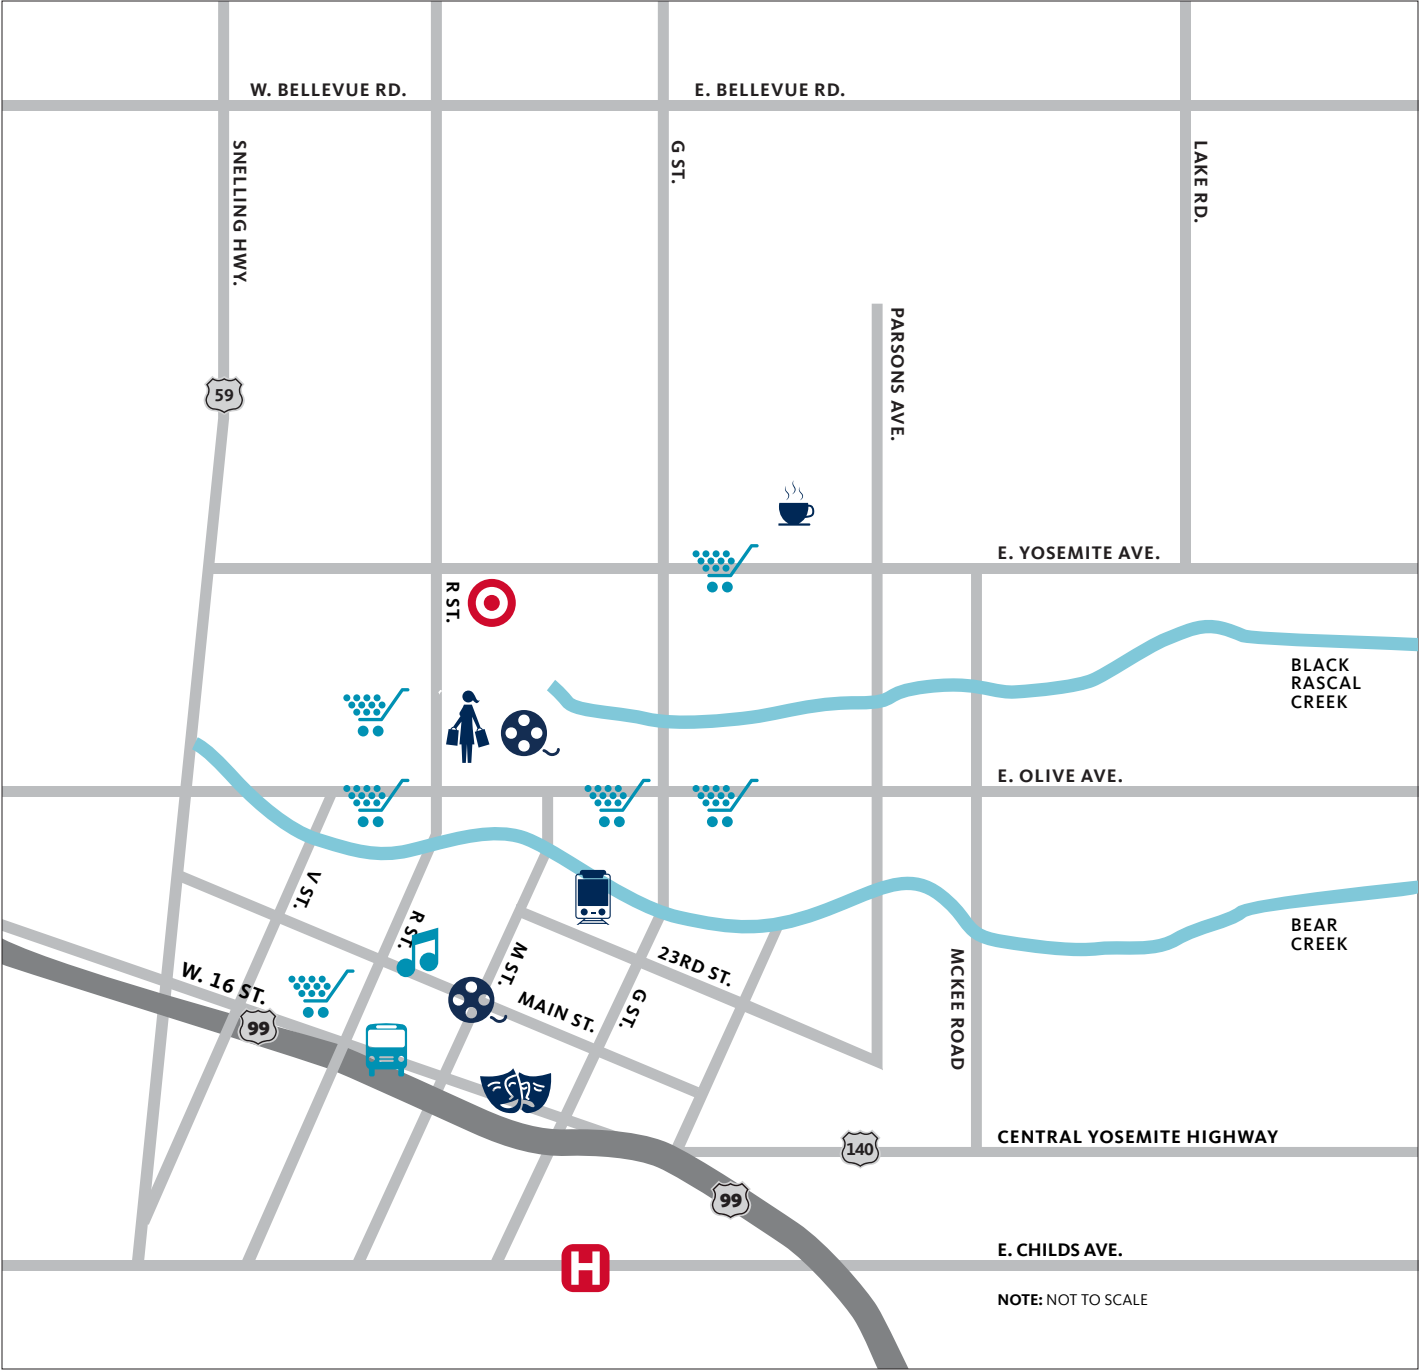 W. BELLEVUE RD.
E. BELLEVUE RD.
SNELLING HWY.
G ST.
LAKE RD.
PARSONS AVE.
59
E. YOSEMITE AVE.
R ST.
BLACK
RASCAL
CREEK
E. OLIVE AVE.
V ST.
R ST.
M ST.
23RD ST.
BEAR
CREEK
W. 16 ST.
MAIN ST.
G ST.
MCKEE ROAD
99
CENTRAL YOSEMITE HIGHWAY
140
99
E. CHILDS AVE.
H
NOTE: NOT TO SCALE